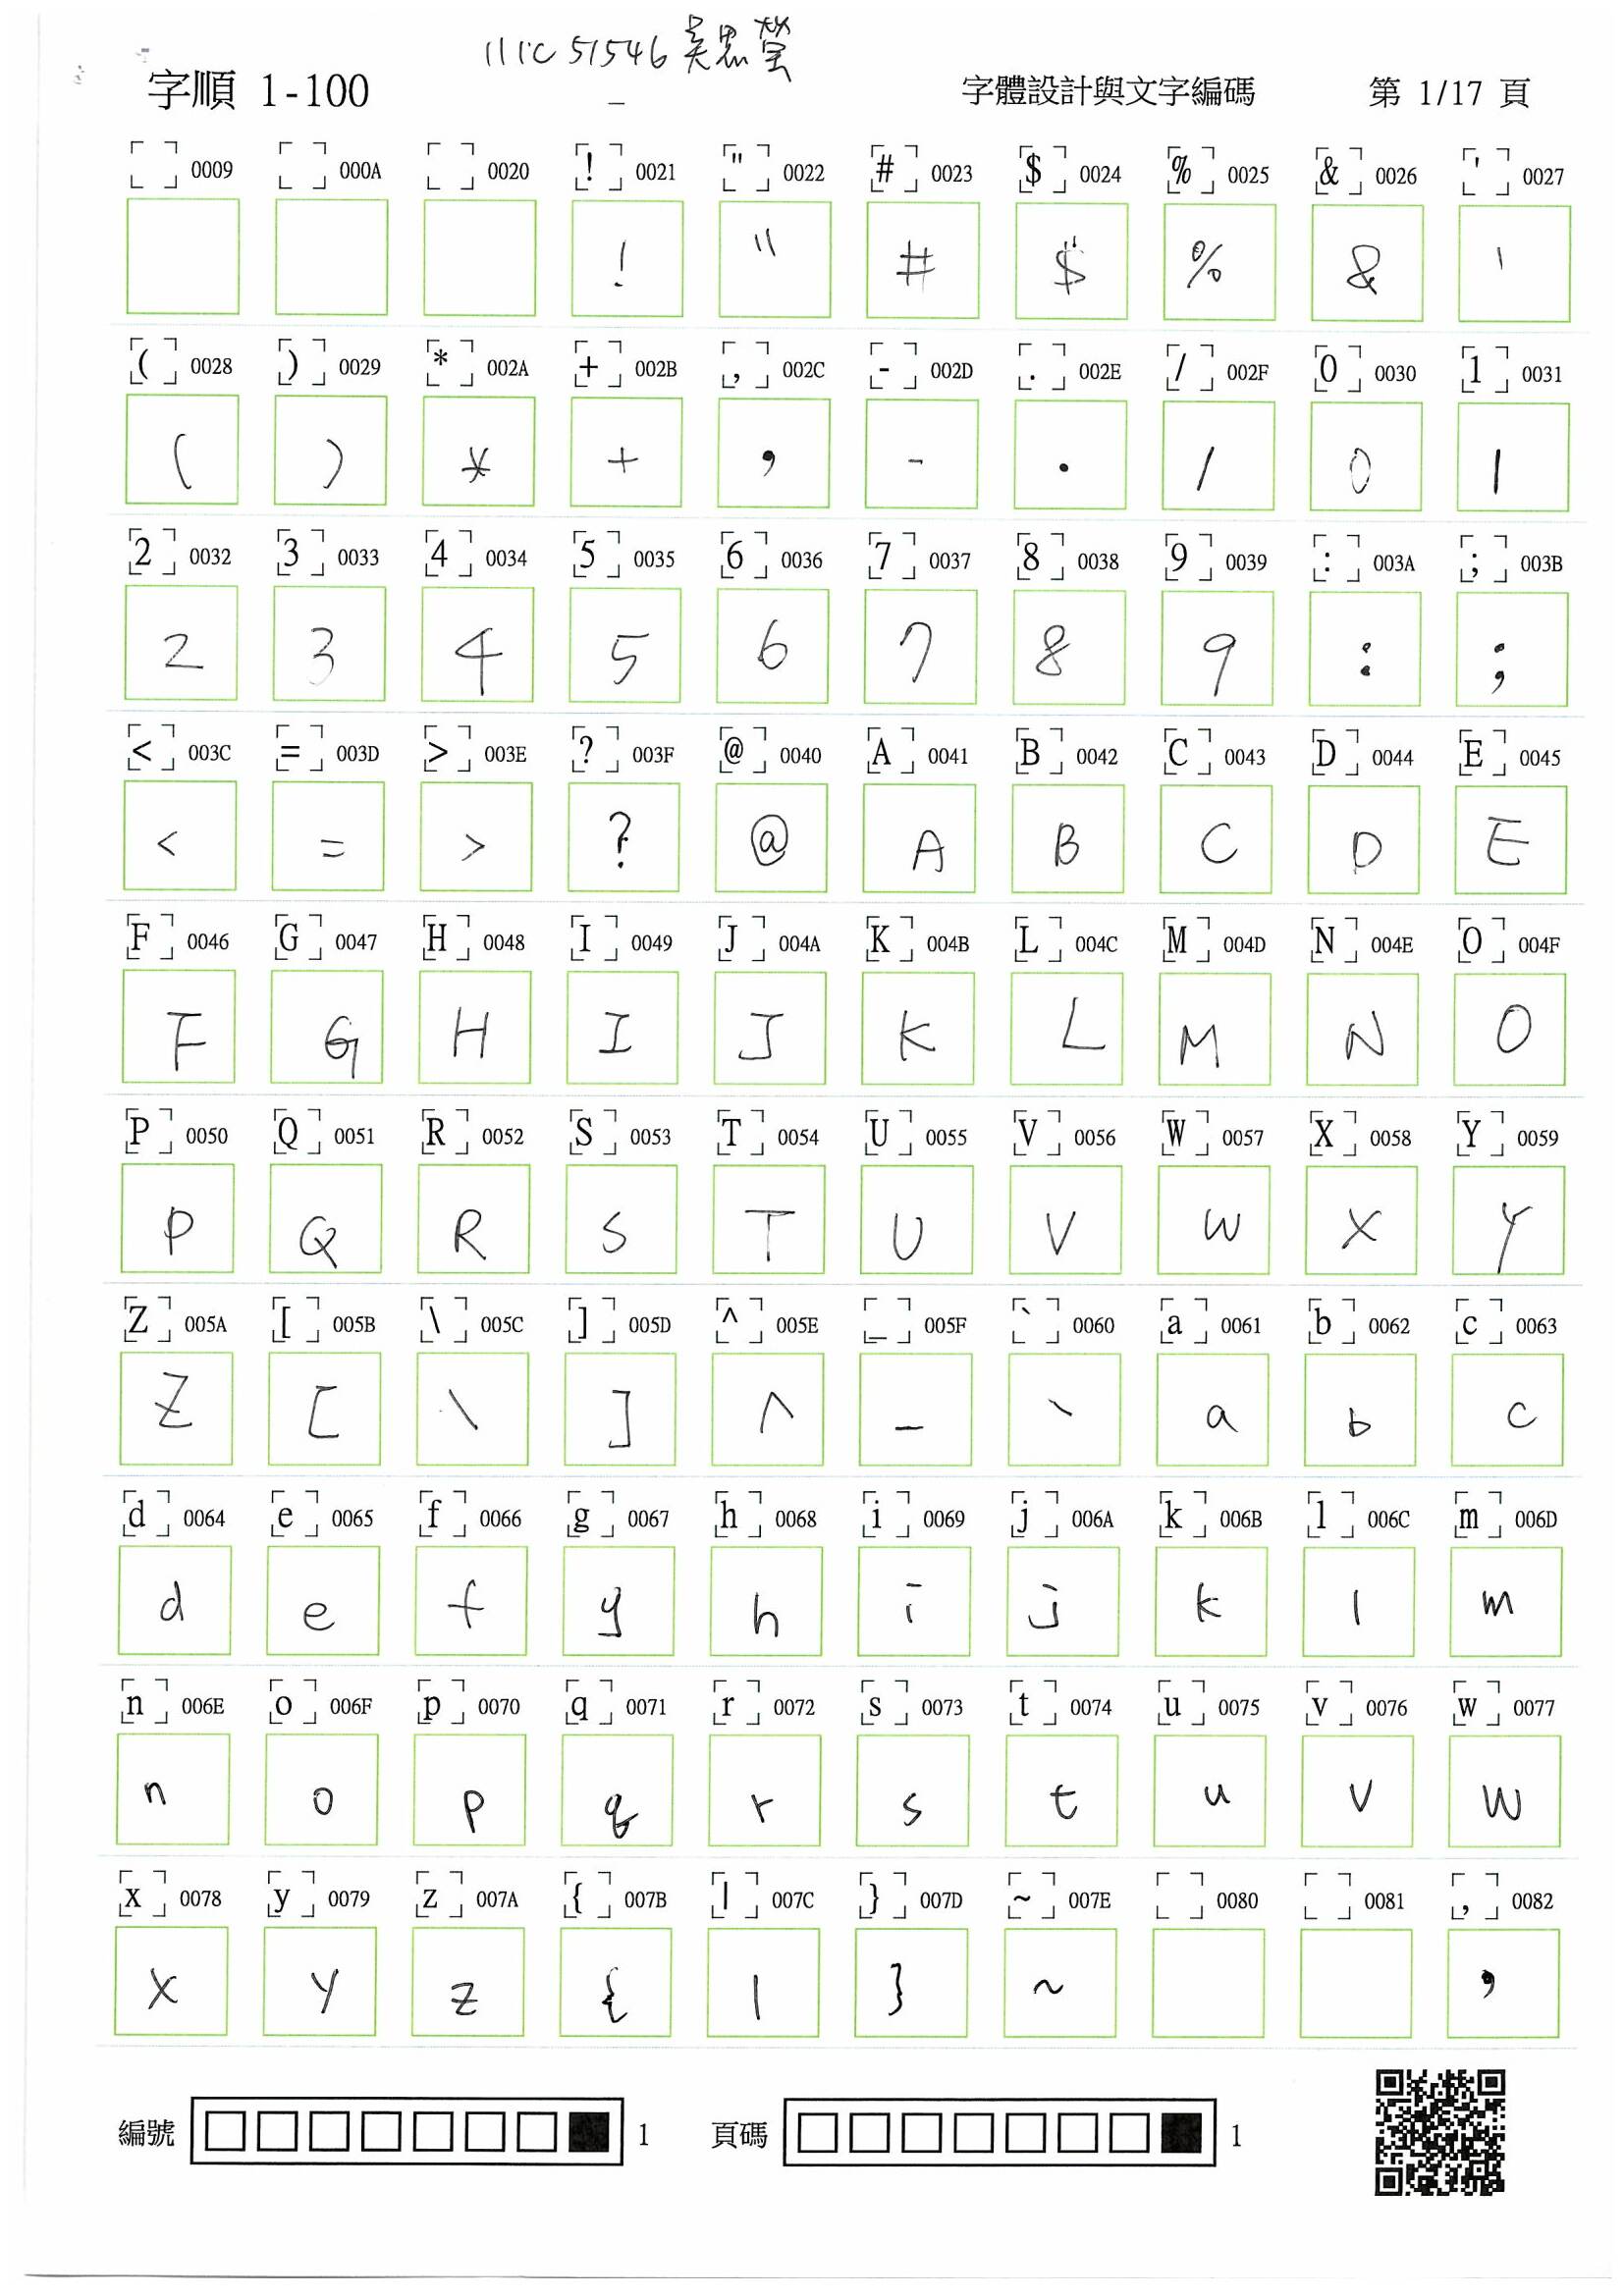 111C51546 吳思瑩
字順 1-100 字體設計與文字編碼 第 1/17 頁
0009 000A 0020 ! 0021 " 0022 # 0023 $ 0024 % 0025 & 0026 ' 0027
! " # $ % & '
( 0028 ) 0029 * 002A + 002B , 002C - 002D . 002E / 002F 0 0030 1 0031
( ) * + , - . / 0 1
2 0032 3 0033 4 0034 5 0035 6 0036 7 0037 8 0038 9 0039 : 003A ; 003B
2 3 4 5 6 7 8 9 : ;
< 003C = 003D > 003E ? 003F @ 0040 A 0041 B 0042 C 0043 D 0044 E 0045
< = > ? @ A B C D E
F 0046 G 0047 H 0048 I 0049 J 004A K 004B L 004C M 004D N 004E O 004F
F G H I J K L M N O
P 0050 Q 0051 R 0052 S 0053 T 0054 U 0055 V 0056 W 0057 X 0058 Y 0059
P Q R S T U V W X Y
Z 005A [ 005B \ 005C ] 005D ^ 005E _ 005F ` 0060 a 0061 b 0062 c 0063
Z [ \ ] ^ _ ` a b c
d 0064 e 0065 f 0066 g 0067 h 0068 i 0069 j 006A k 006B l 006C m 006D
d e f g h i j k l m
n 006E o 006F p 0070 q 0071 r 0072 s 0073 t 0074 u 0075 v 0076 w 0077
n o p q r s t u v w
x 0078 y 0079 z 007A { 007B | 007C } 007D ~ 007E 0080 0081 , 0082
x y z { | } ~ ,
編號 1 頁碼 1